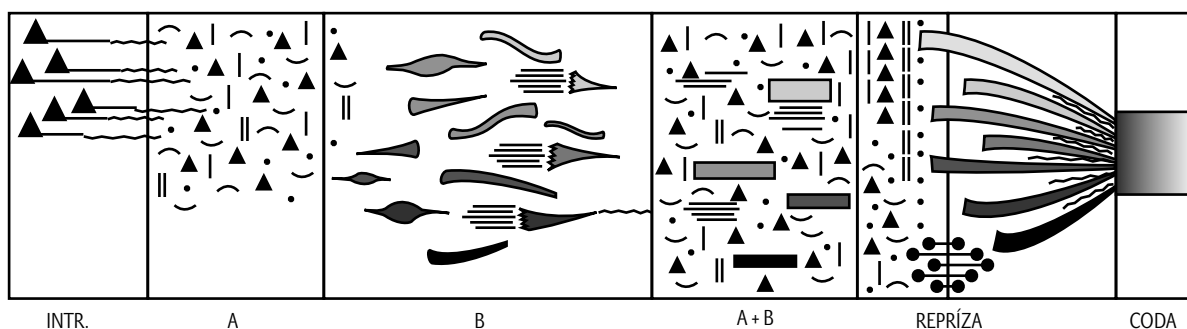 INTR. A B A + B REPRÍZA CODA